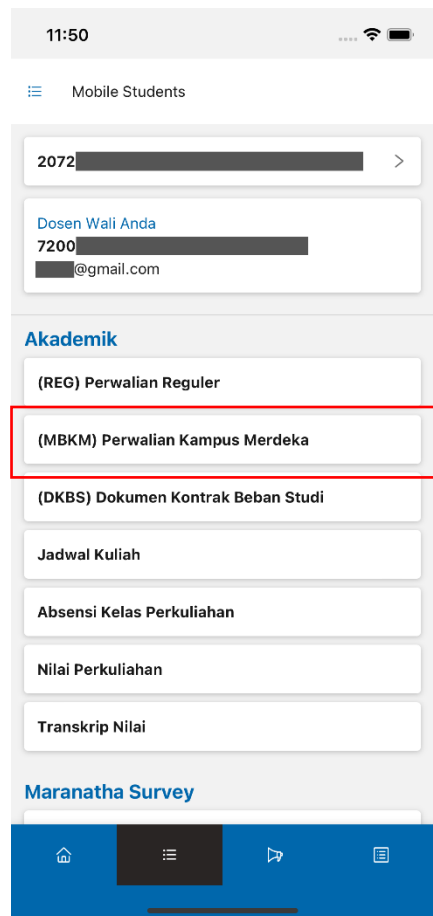 11:50
Mobile Students
2072
Dosen Wali Anda
7200
@gmail.com
Akademik
(REG) Perwalian Reguler
(MBKM) Perwalian Kampus Merdeka
(DKBS) Dokumen Kontrak Beban Studi
Jadwal Kuliah
Absensi Kelas Perkuliahan
Nilai Perkuliahan
Transkrip Nilai
Maranatha Survey